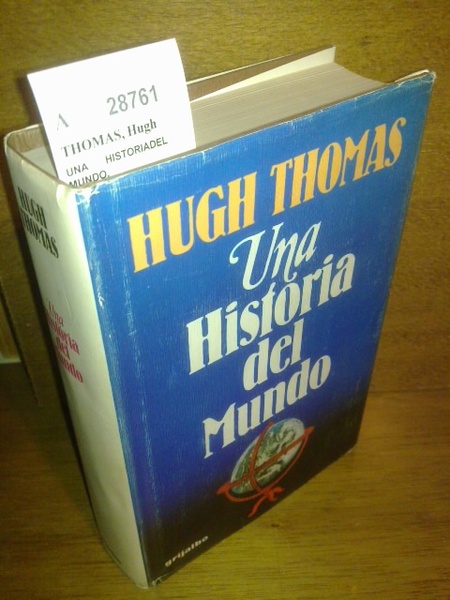 A 28761
THOMAS, Hugh
UNA HISTORIADEL
MUNDO.
HUGH THOMAS
Una
Historia
del
Mundo
grijalbo
HUGH
THOMAS
Una
Historia
del
Mundo